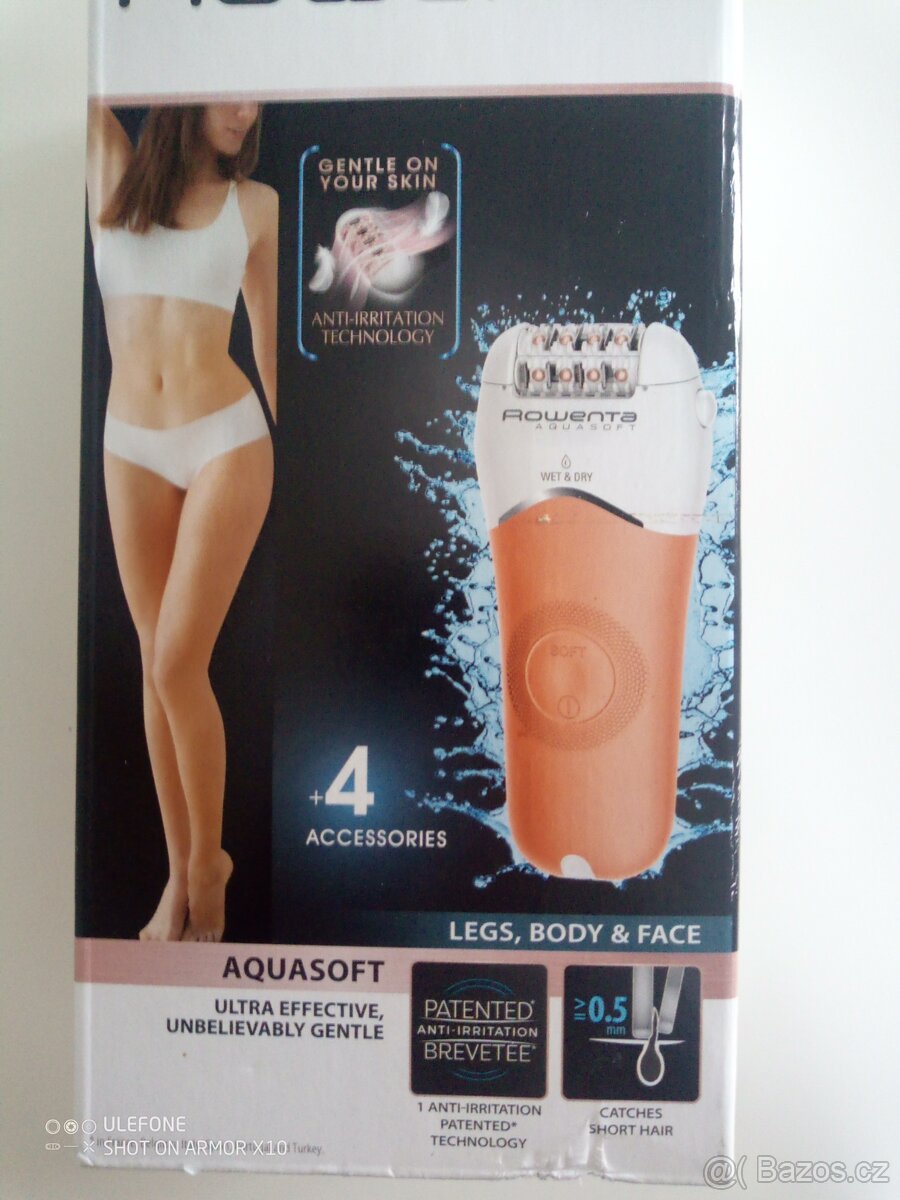 GENTLE ON
YOUR SKIN
ANTI-IRRITATION
TECHNOLOGY
ROWENTA
AQUASOFT
WET & DRY
SOFT
+4
ACCESSORIES
LEGS, BODY & FACE
AQUASOFT
ULTRA EFFECTIVE,
UNBELIEVABLY GENTLE
PATENTED*
ANTI-IRRITATION
BREVETEE*
1 ANTI-IRRITATION
PATENTED*
TECHNOLOGY
≥0.5
mm
CATCHES
SHORT HAIR
Turkey.
ULEFONE
SHOT ON ARMOR X10
@( Bazos.cz